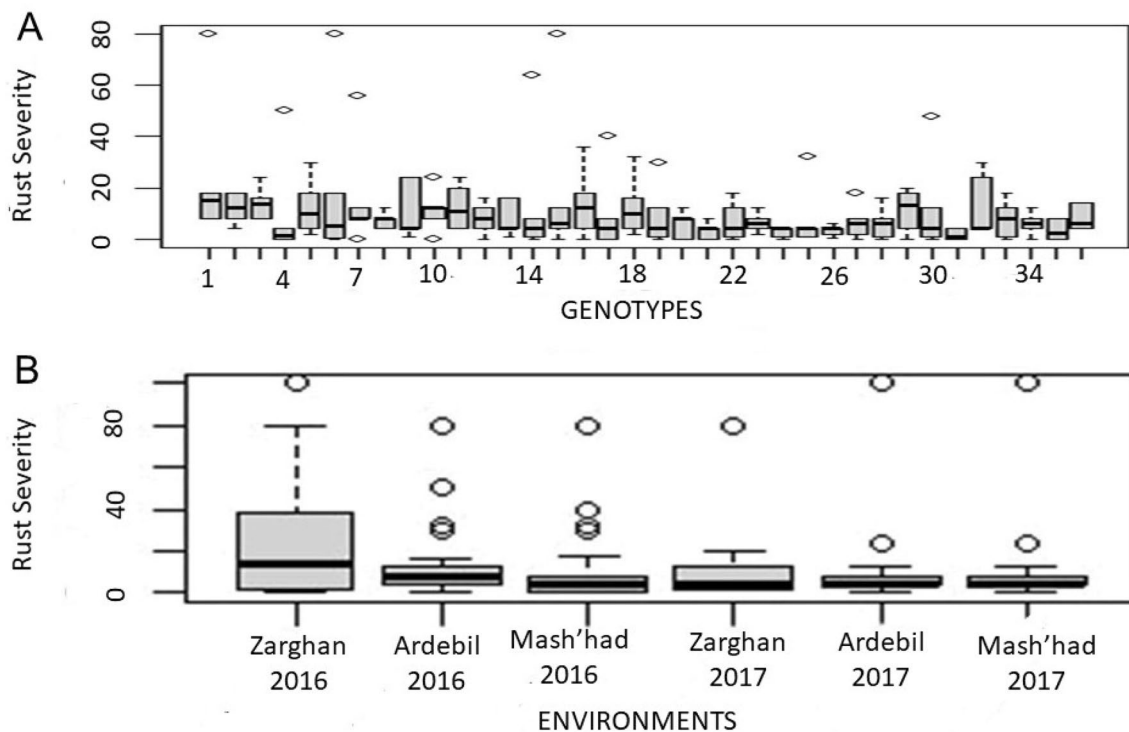 A
Rust Severity
80
60
40
20
0
1 4 7 10 14 18 22 26 30 34
GENOTYPES
B
Rust Severity
80
40
0
Zarghan Ardebil Mash'had Zarghan Ardebil Mash'had
2016 2016 2016 2017 2017 2017
ENVIRONMENTS